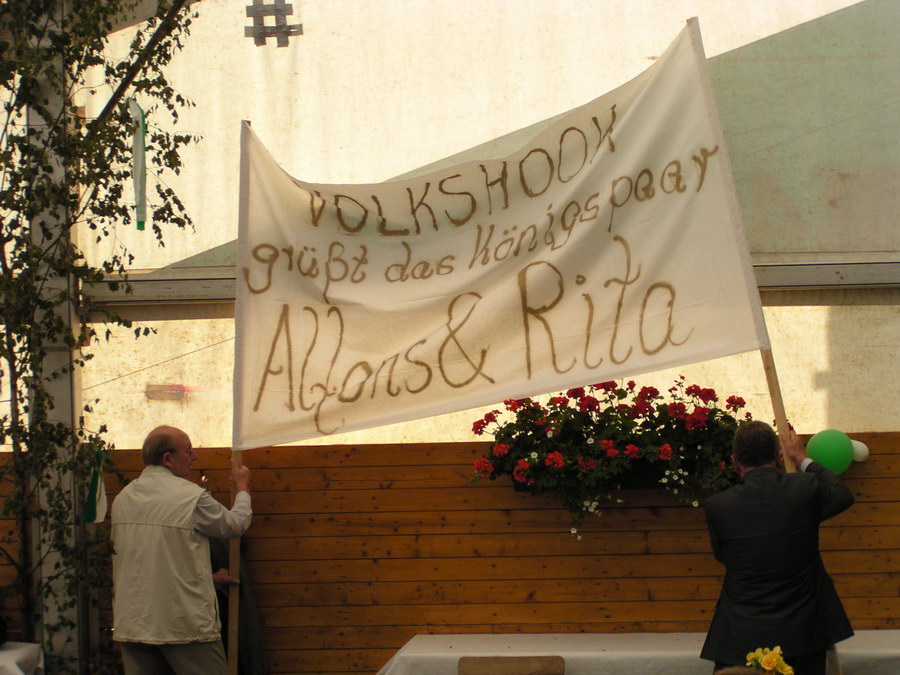 VOLKSHOOK
grüßt das Königspaar
Alfons & Rita